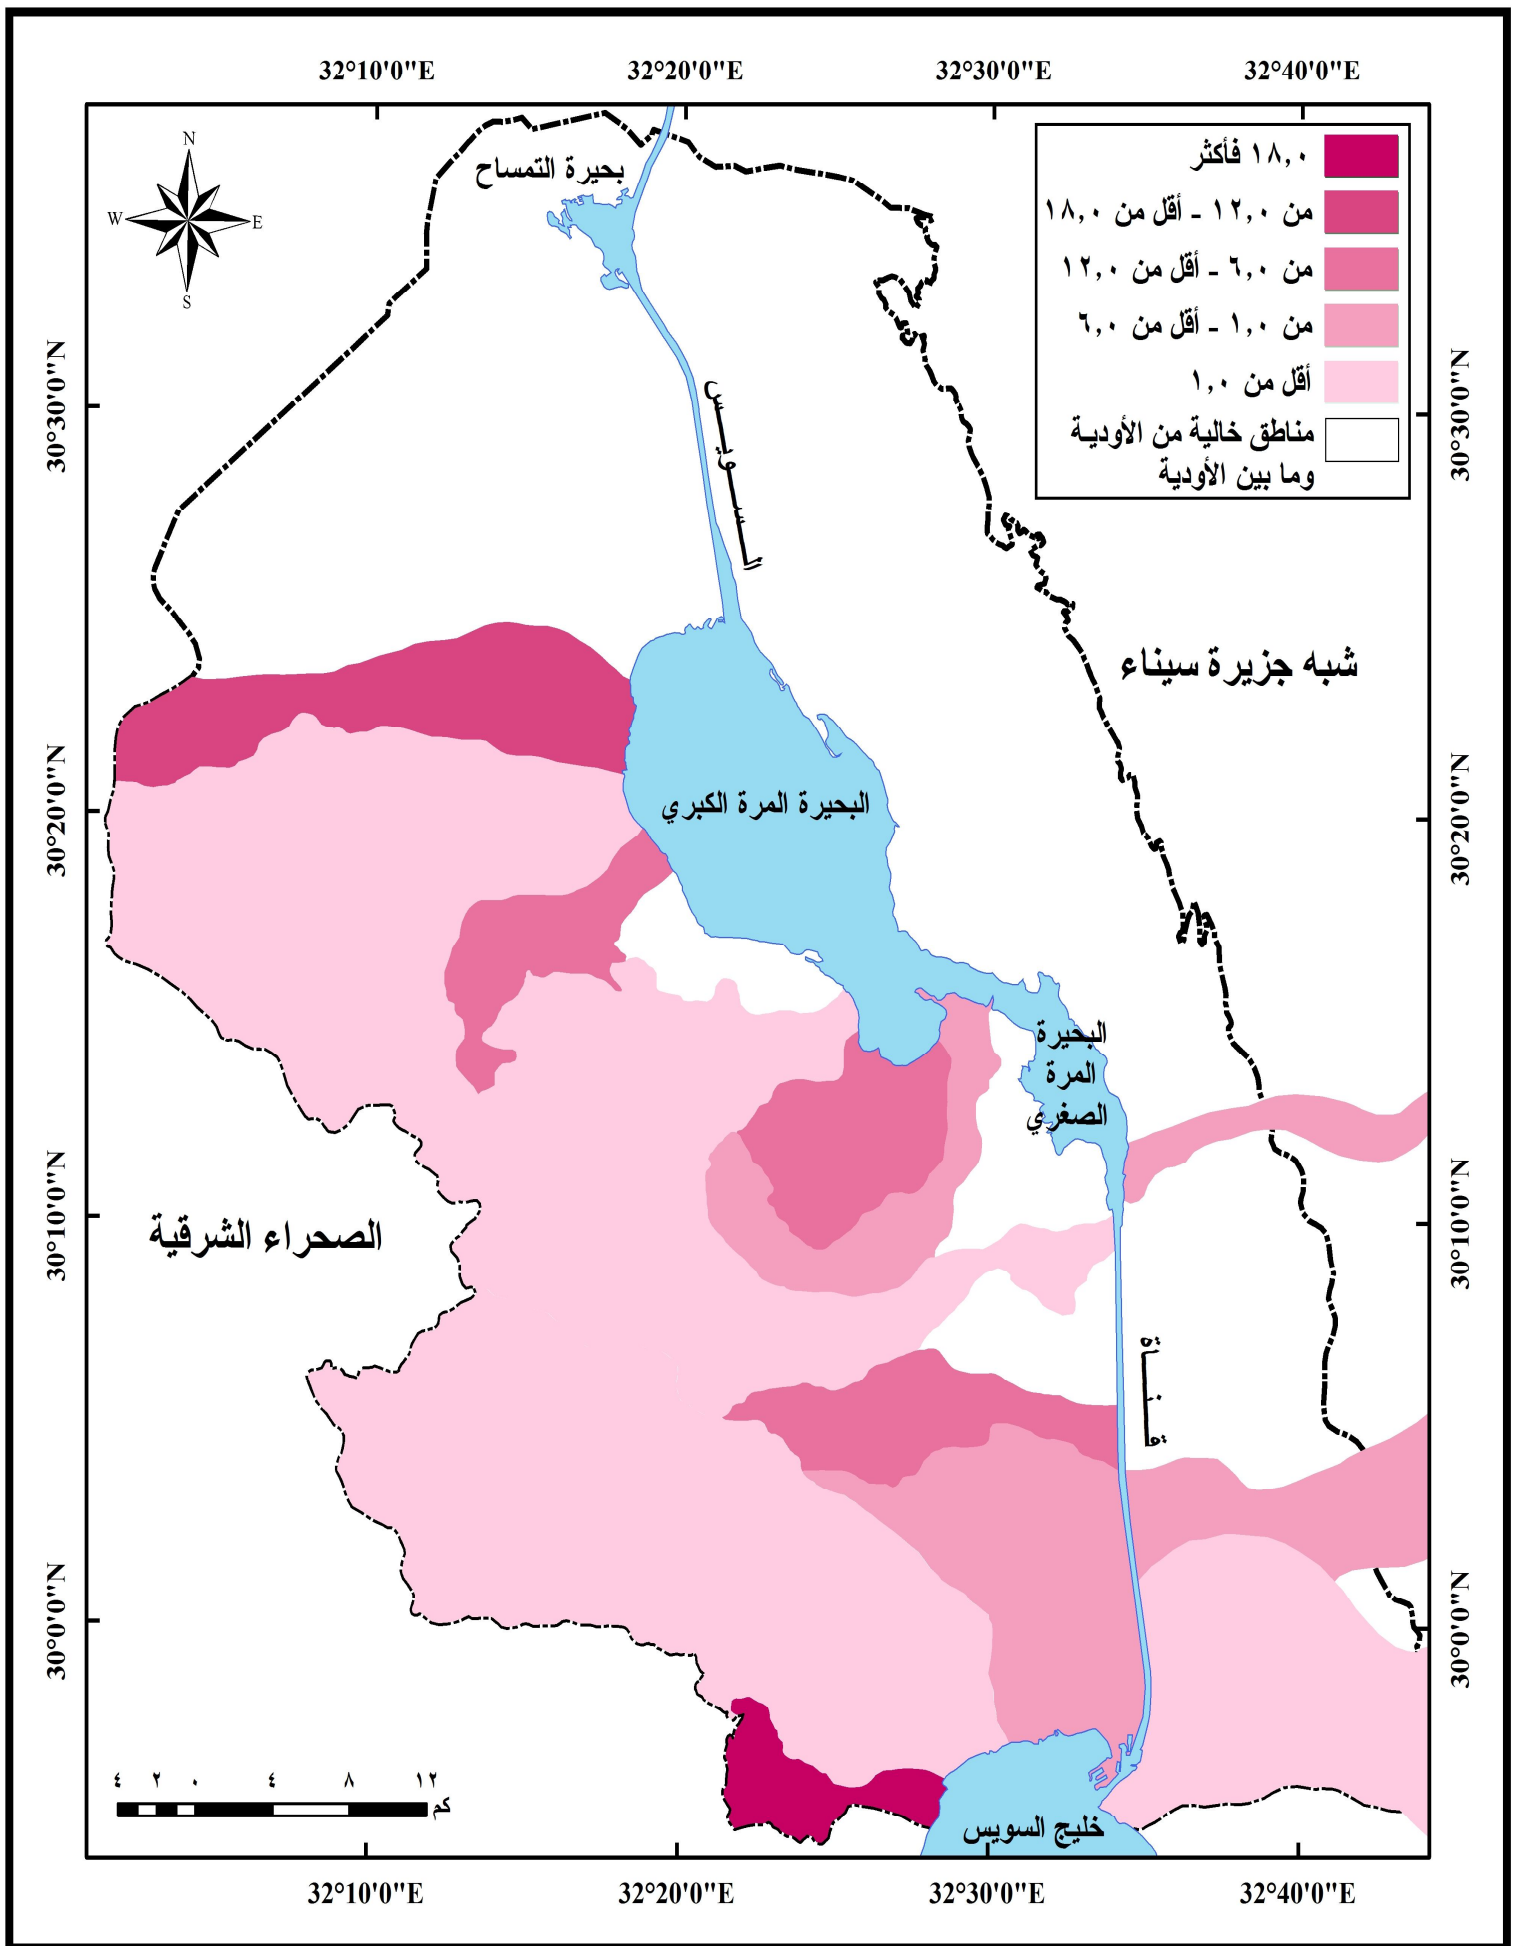 32°10'0"E
32°20'0"E
32°30'0"E
32°40'0"E
N
W
E
S
١٨,٠ فأكثر
من ١٢,٠ - أقل من ١٨,٠
من ٦,٠ - أقل من ١٢,٠
من ١,٠ - أقل من ٦,٠
أقل من ١,٠
مناطق خالية من الأودية
وما بين الأودية
بحيرة التمساح
30°30'0"N
30°30'0"N
الـسـويـس
شبه جزيرة سيناء
30°20'0"N
البحيرة المرة الكبري
30°20'0"N
البحيرة
المرة
الصغري
30°10'0"N
الصحراء الشرقية
30°10'0"N
قـنـاة
30°0'0"N
30°0'0"N
٤ ٢ ٠ ٤ ٨ ١٢
كم
خليج السويس
32°10'0"E
32°20'0"E
32°30'0"E
32°40'0"E